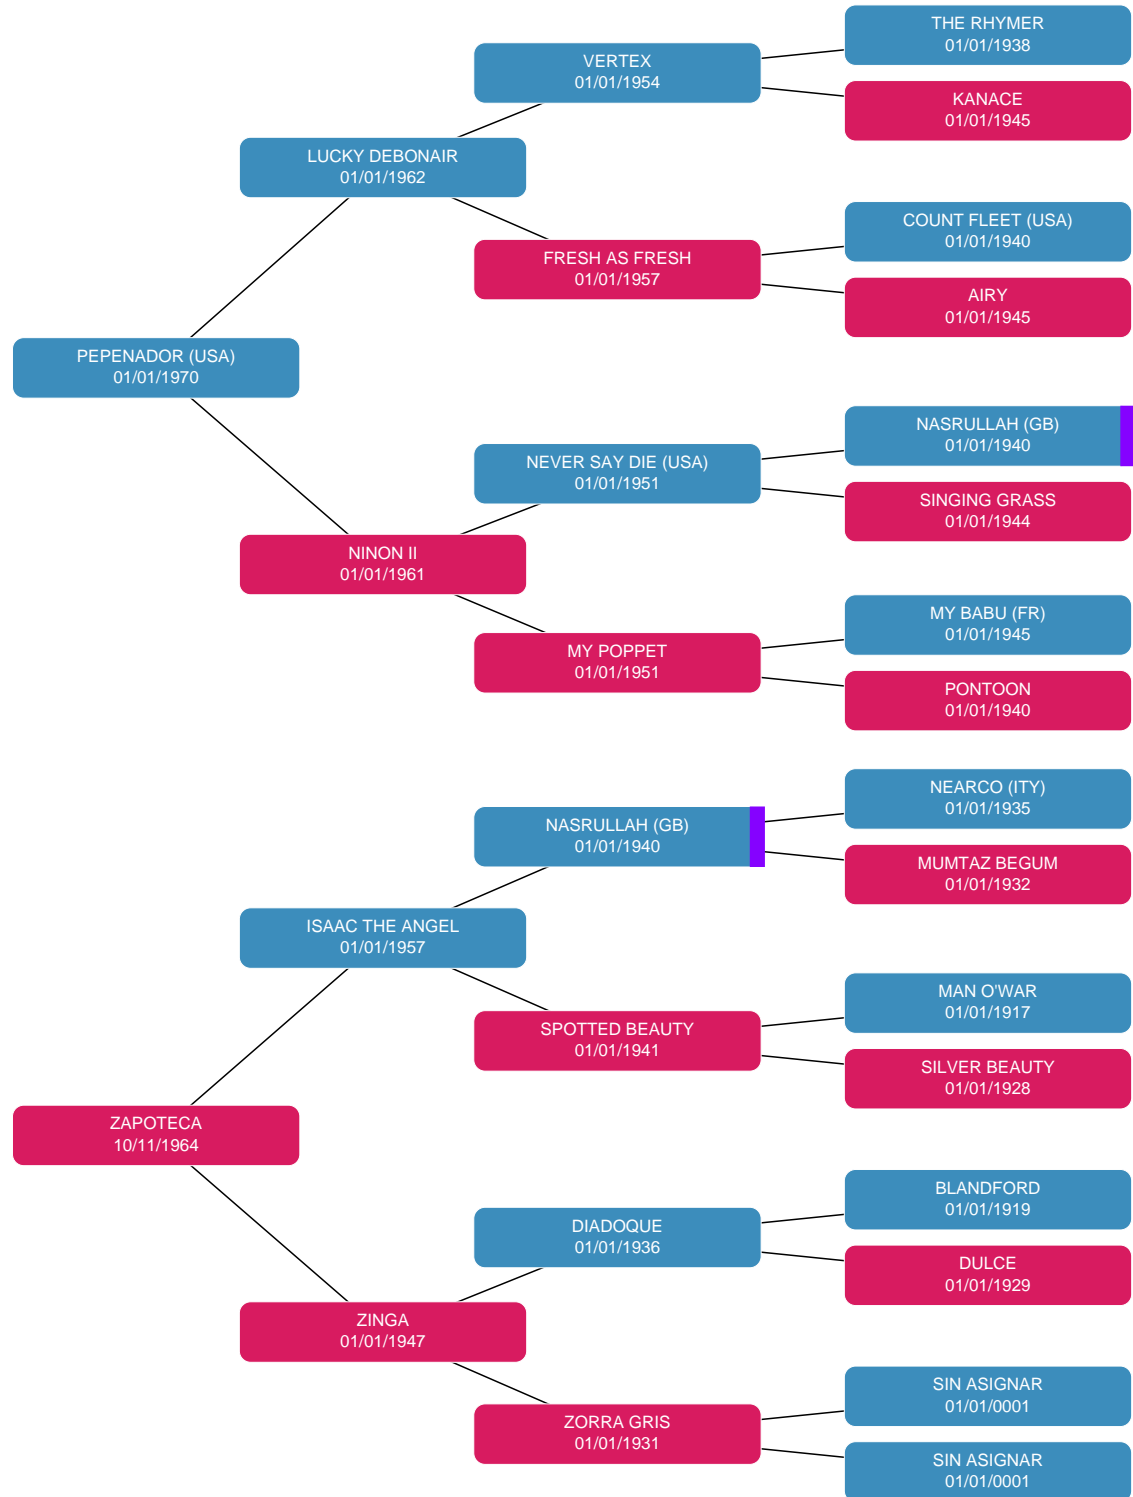 THE RHYMER
01/01/1938
VERTEX
01/01/1954
KANACE
01/01/1945
LUCKY DEBONAIR
01/01/1962
COUNT FLEET (USA)
01/01/1940
FRESH AS FRESH
01/01/1957
AIRY
01/01/1945
PEPENADOR (USA)
01/01/1970
NASRULLAH (GB)
01/01/1940
NEVER SAY DIE (USA)
01/01/1951
SINGING GRASS
01/01/1944
NINON II
01/01/1961
MY BABU (FR)
01/01/1945
MY POPPET
01/01/1951
PONTOON
01/01/1940
NEARCO (ITY)
01/01/1935
NASRULLAH (GB)
01/01/1940
MUMTAZ BEGUM
01/01/1932
ISAAC THE ANGEL
01/01/1957
MAN O'WAR
01/01/1917
SPOTTED BEAUTY
01/01/1941
SILVER BEAUTY
01/01/1928
ZAPOTECA
10/11/1964
BLANDFORD
01/01/1919
DIADOQUE
01/01/1936
DULCE
01/01/1929
ZINGA
01/01/1947
SIN ASIGNAR
01/01/0001
ZORRA GRIS
01/01/1931
SIN ASIGNAR
01/01/0001